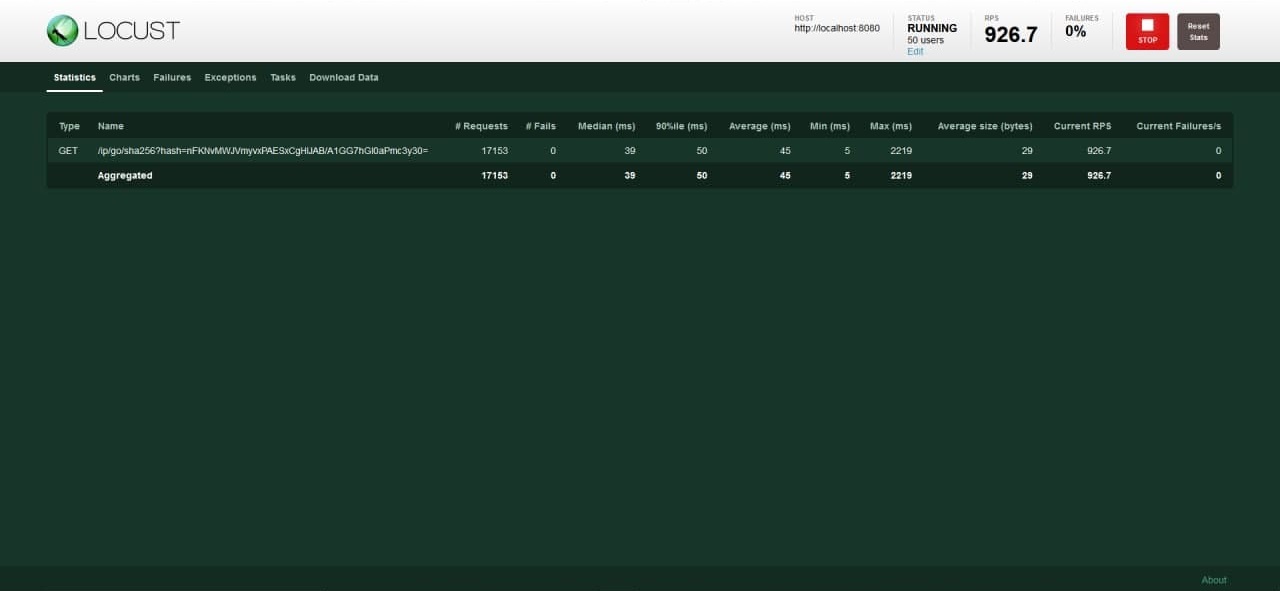 LOCUST
HOST
http://localhost:8080
STATUS
RUNNING
50 users
Edit
RPS
926.7
FAILURES
0%
STOP
Reset
Stats
Statistics Charts Failures Exceptions Tasks Download Data
Type Name # Requests # Fails Median (ms) 90%ile (ms) Average (ms) Min (ms) Max (ms) Average size (bytes) Current RPS Current Failures/s
GET /ip/go/sha256?hash=nFKNvMWJVmyvxPAESxCgHlJAB/A1GG7hGl0aPmc3y30= 17153 0 39 50 45 5 2219 29 926.7 0
Aggregated 17153 0 39 50 45 5 2219 29 926.7 0
About